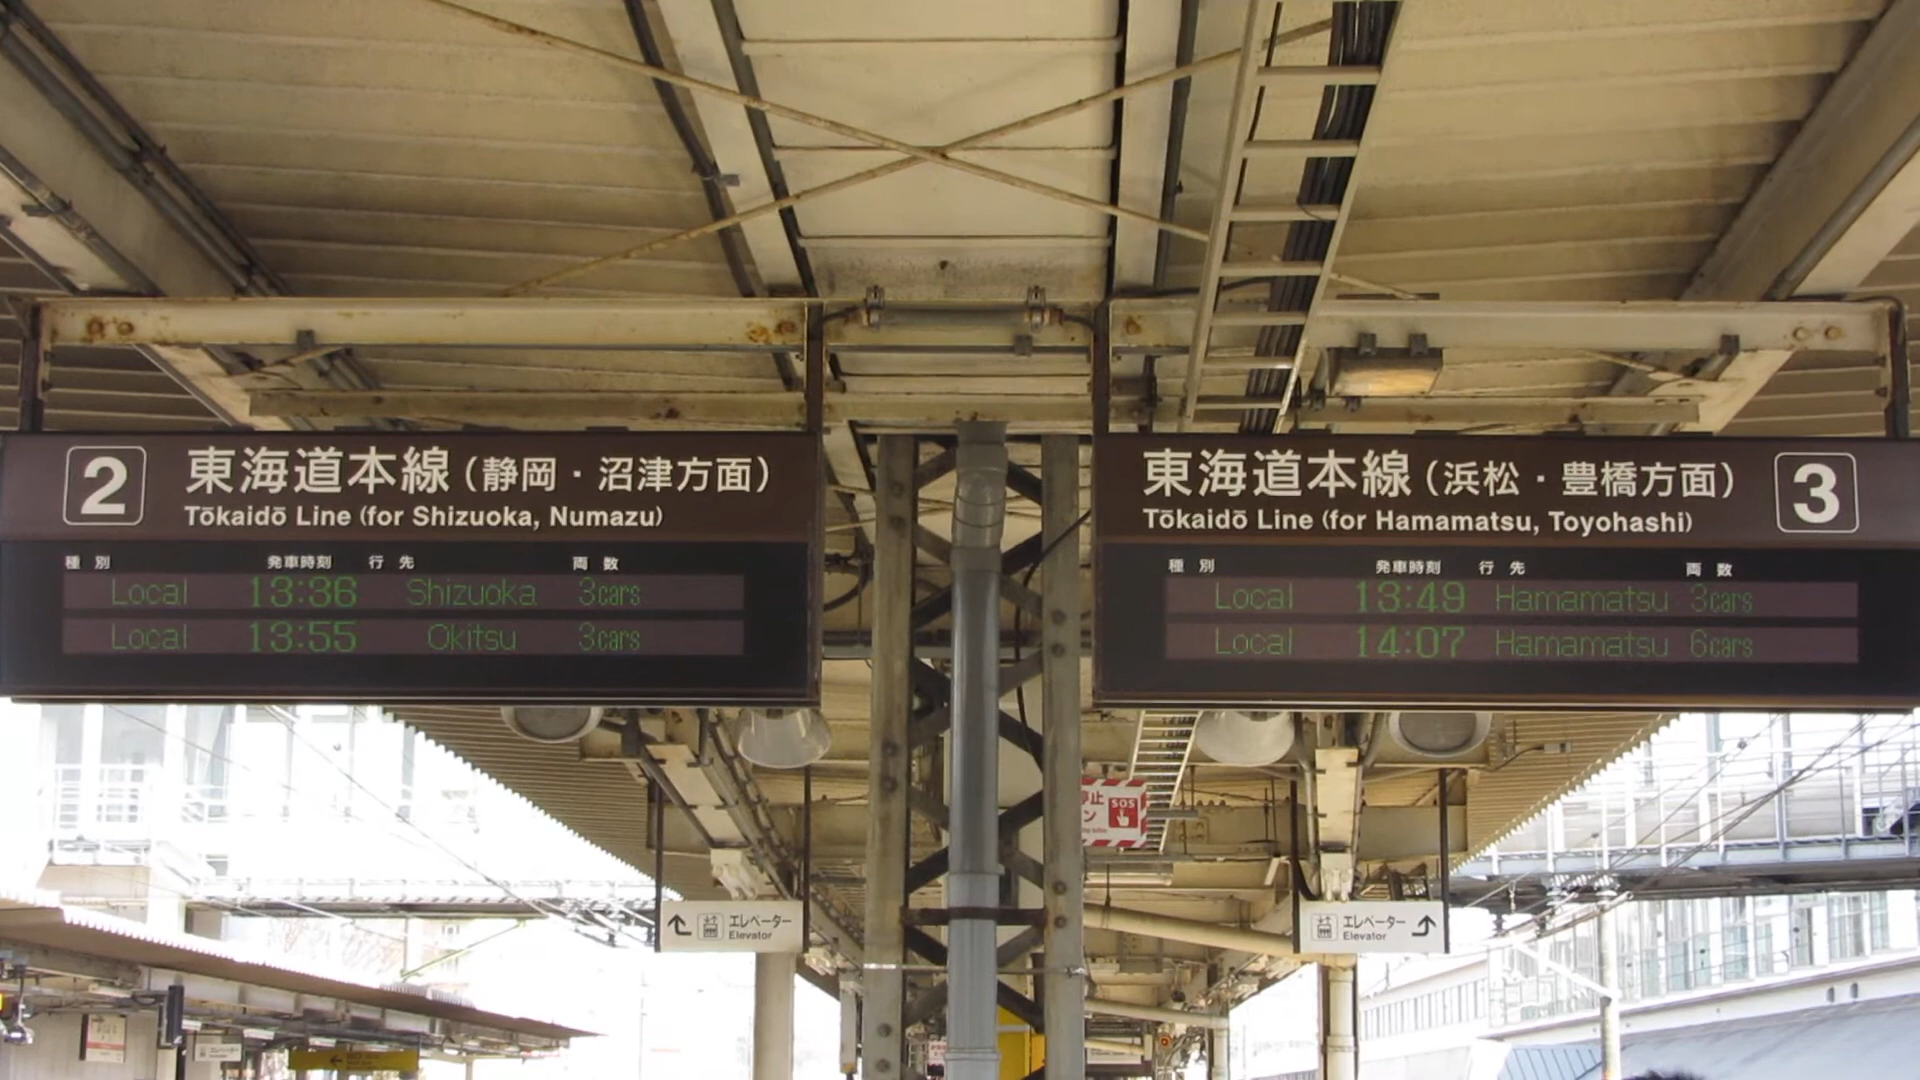 2
東海道本線（静岡・沼津方面）
Tōkaidō Line (for Shizuoka, Numazu)
種別 発車時刻 行先 両数
Local 13:36 Shizuoka 3cars
Local 13:55 Okitsu 3cars
東海道本線（浜松・豊橋方面）
Tōkaidō Line (for Hamamatsu, Toyohashi)
3
種別 発車時刻 行先 両数
Local 13:49 Hamamatsu 3cars
Local 14:07 Hamamatsu 6cars
停止
ン
SOS
エレベーター
Elevator
エレベーター
Elevator